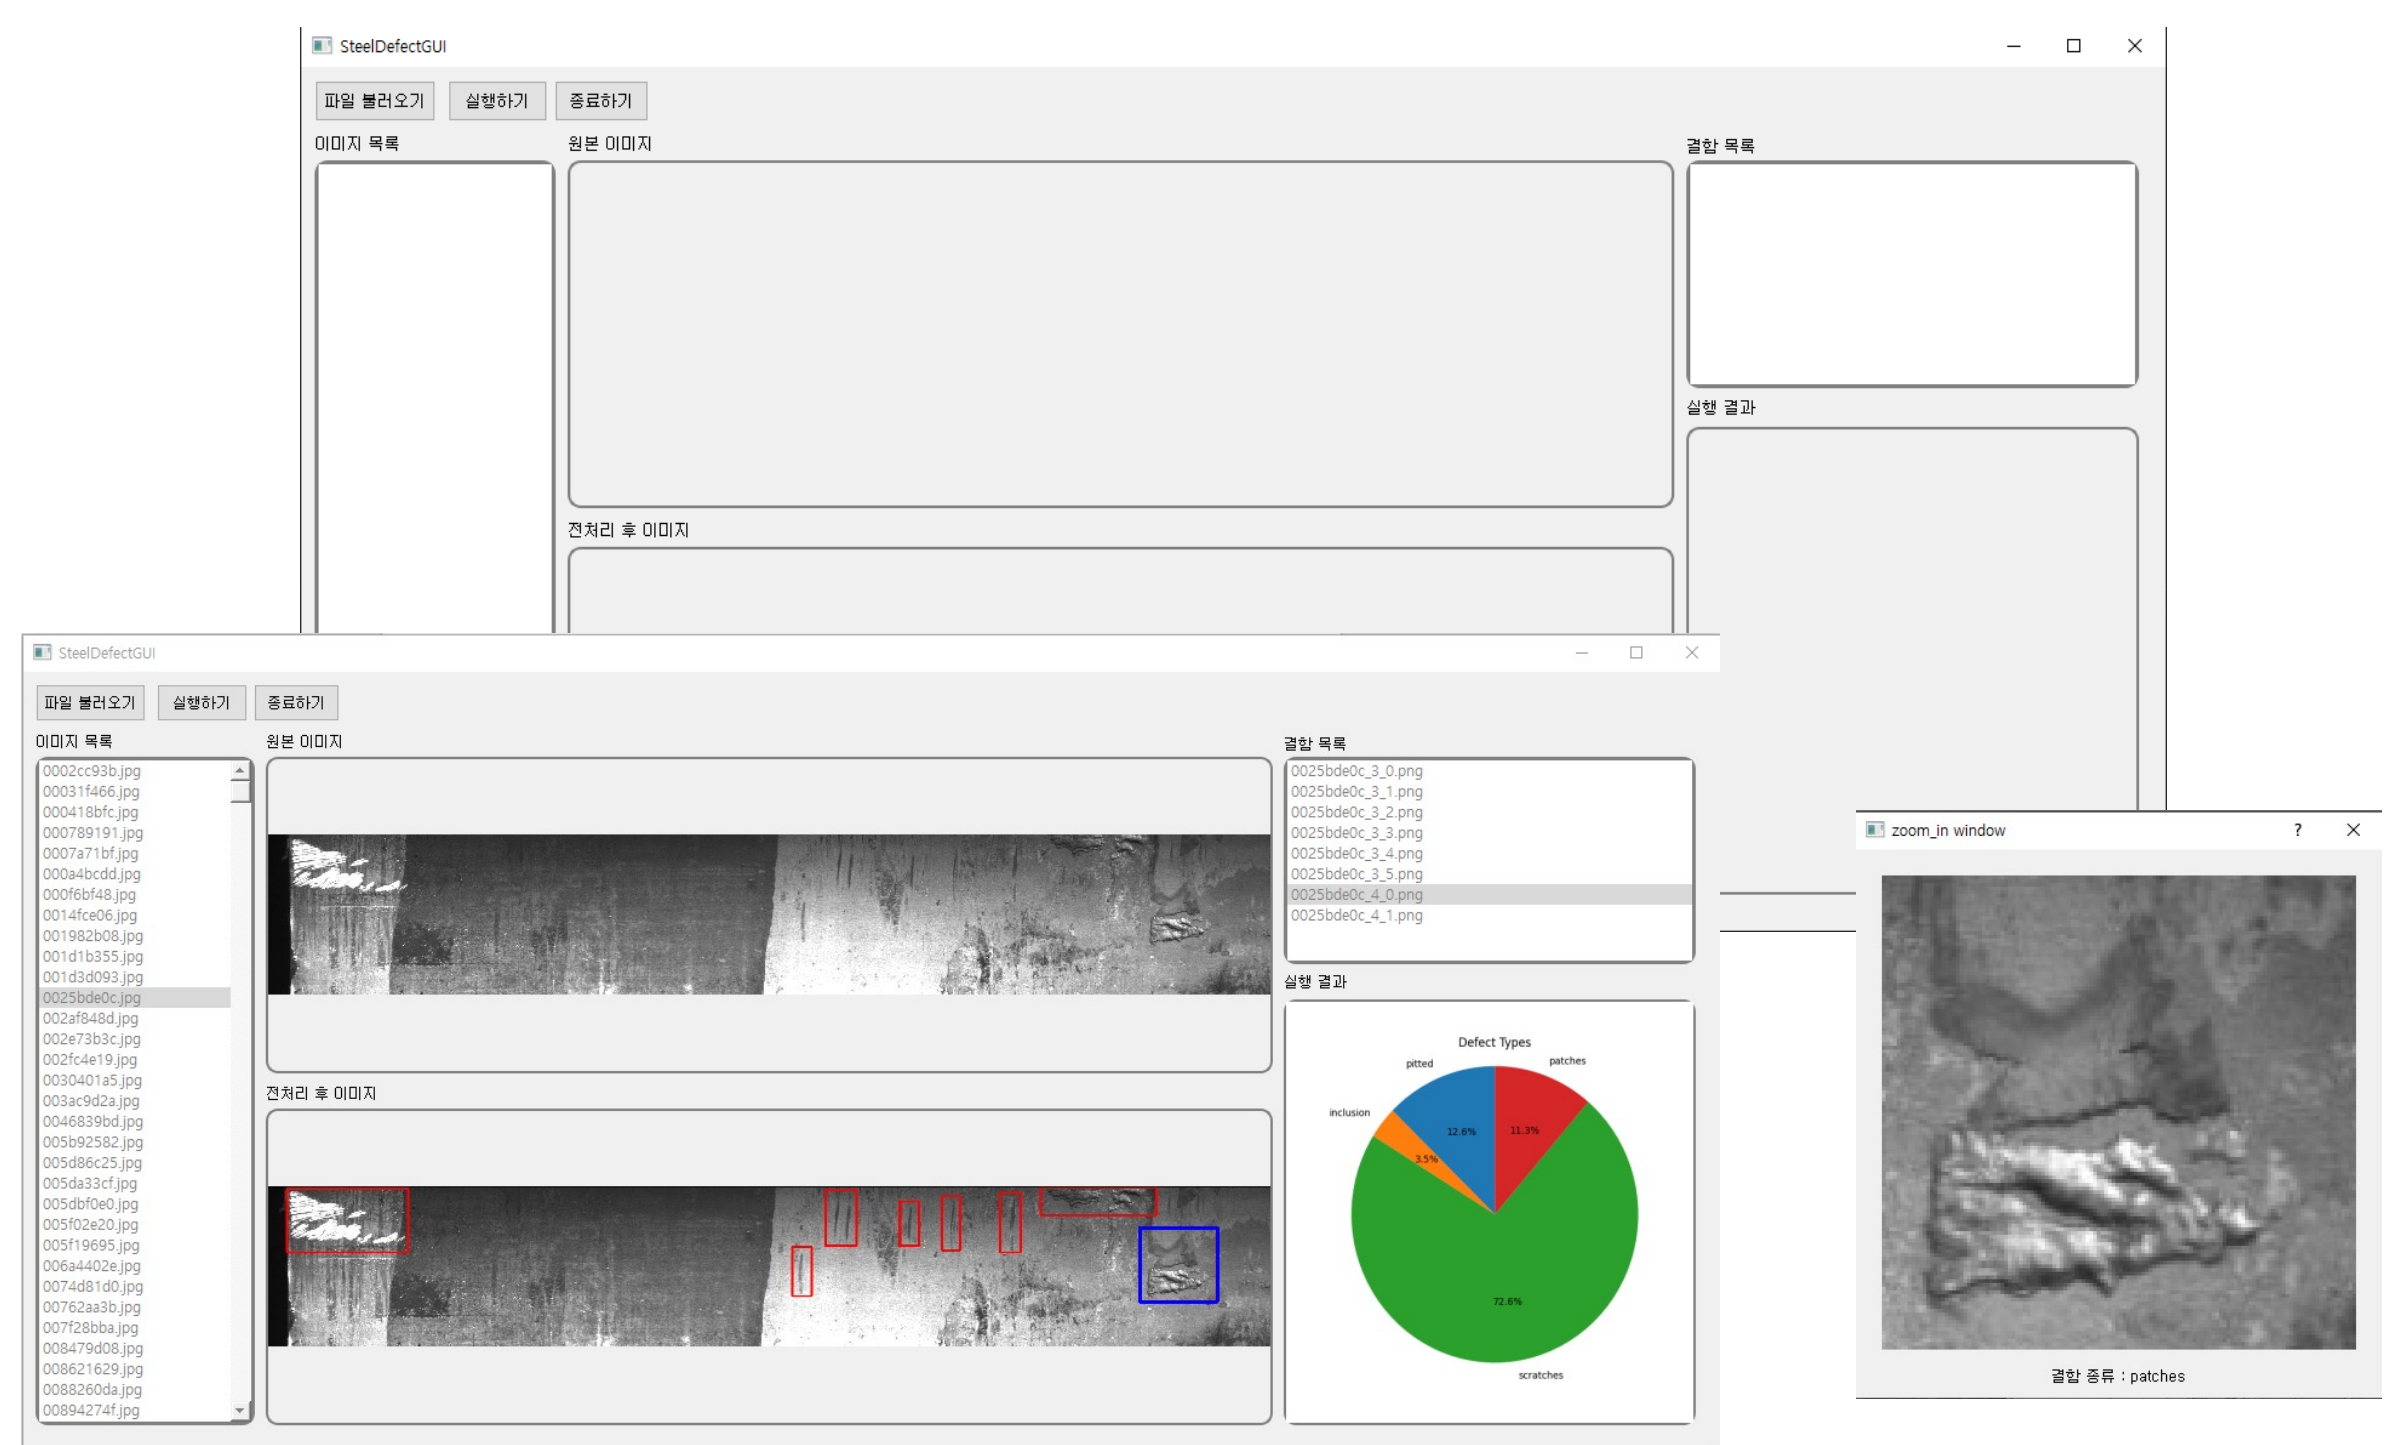 SteelDefectGUI
파일 불러오기 실행하기 종료하기
이미지 목록
원본 이미지
결함 목록
실행 결과
전처리 후 이미지
SteelDefectGUI
파일 불러오기 실행하기 종료하기
이미지 목록
0002cc93b.jpg
00031f466.jpg
000418bfc.jpg
000789191.jpg
0007a71bf.jpg
000a4bcdd.jpg
000f6bf48.jpg
0014fce06.jpg
001982b08.jpg
001d1b355.jpg
001d3d093.jpg
0025bde0c.jpg
002af848d.jpg
002e73b3c.jpg
002fc4e19.jpg
0030401a5.jpg
003ac9d2a.jpg
0046839bd.jpg
005b92582.jpg
005d86c25.jpg
005da33cf.jpg
005dbf0e0.jpg
005f02e20.jpg
005f19695.jpg
006a4402e.jpg
0074d81d0.jpg
00762aa3b.jpg
007f28bba.jpg
008479d08.jpg
008621629.jpg
0088260da.jpg
00894274f.jpg
원본 이미지
전처리 후 이미지
결함 목록
0025bde0c_3_0.png
0025bde0c_3_1.png
0025bde0c_3_2.png
0025bde0c_3_3.png
0025bde0c_3_4.png
0025bde0c_3_5.png
0025bde0c_4_0.png
0025bde0c_4_1.png
실행 결과
Defect Types
pitted
patches
inclusion
12.6%
11.3%
3.5%
72.6%
scratches
zoom_in window
결함 종류 : patches